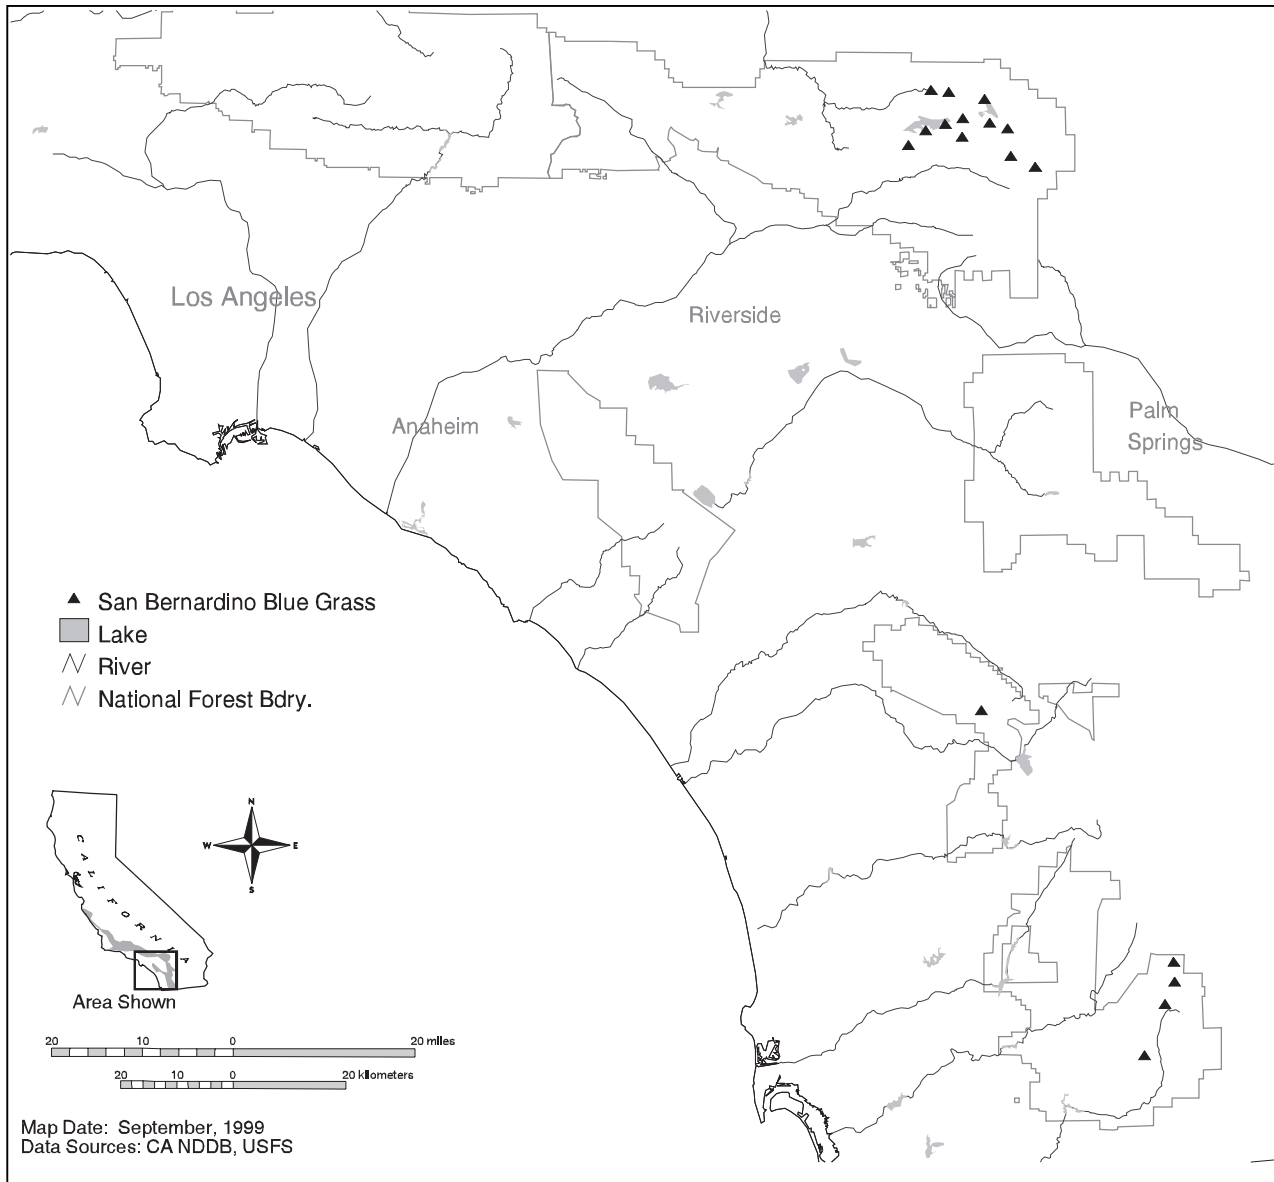 Los Angeles
Riverside
Anaheim
Palm
Springs
San Bernardino Blue Grass
Lake
River
National Forest Bdry.
N
W E
S
CALIFORNIA
Area Shown
20 10 0 20 miles
20 10 0 20 kilometers
Map Date: September, 1999
Data Sources: CA NDDB, USFS